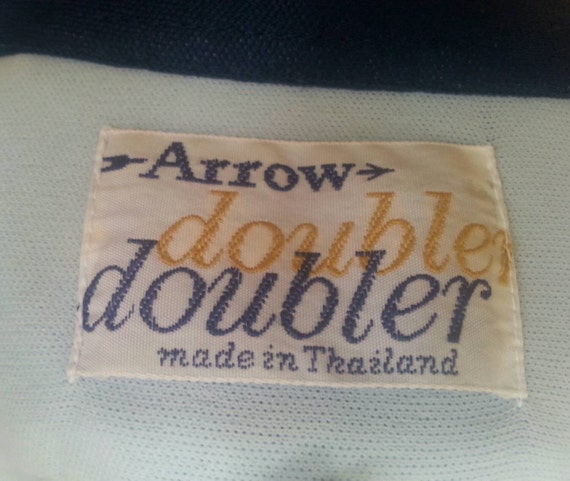 Arrow
doubler
doubler
made in Thailand